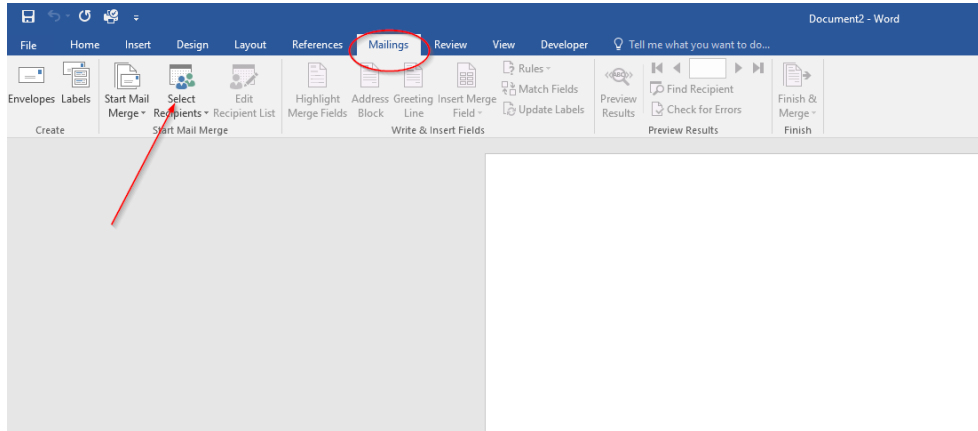 Document2 - Word
File Home Insert Design Layout References Mailings Review View Developer Tell me what you want to do...
Envelopes Labels Start Mail Merge Select Recipients Edit Recipient List Highlight Merge Fields Address Block Greeting Line Insert Merge Field Rules Match Fields Update Labels Preview Results Find Recipient Check for Errors Finish & Merge
Create Start Mail Merge Write & Insert Fields Preview Results Finish